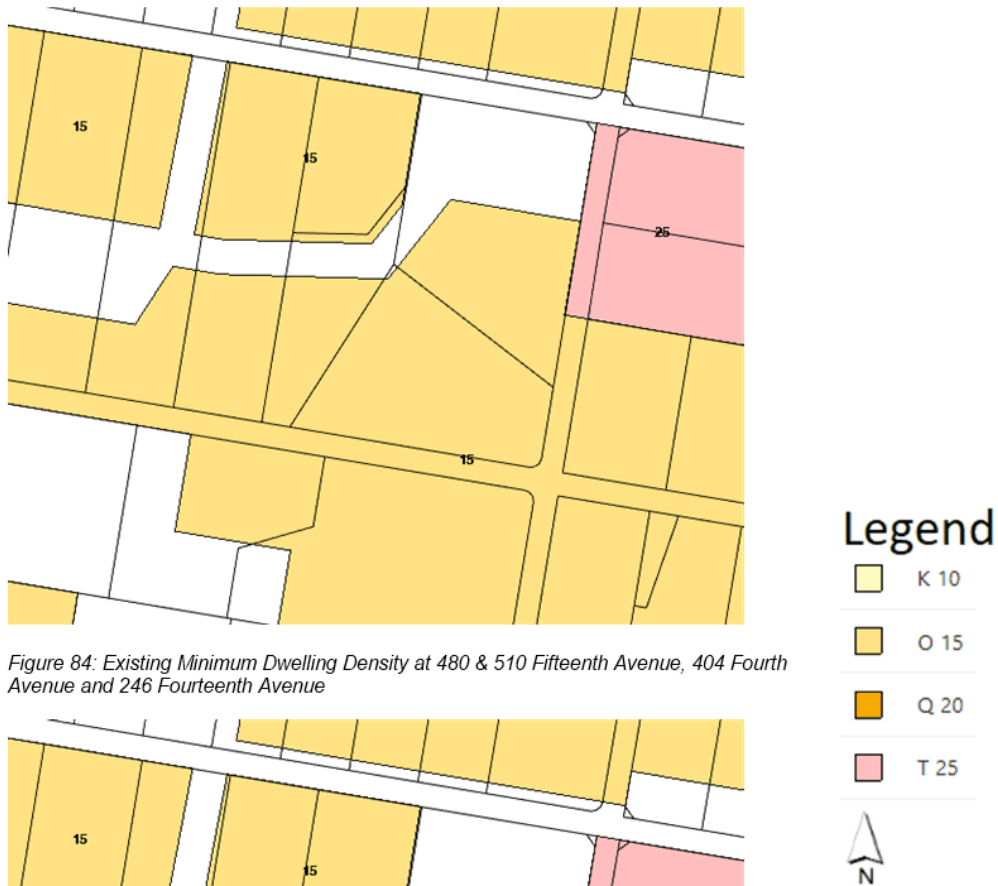 15
15
25
15
Figure 84: Existing Minimum Dwelling Density at 480 & 510 Fifteenth Avenue, 404 Fourth
Avenue and 246 Fourteenth Avenue
15
15
Legend
K 10
O 15
Q 20
T 25
N